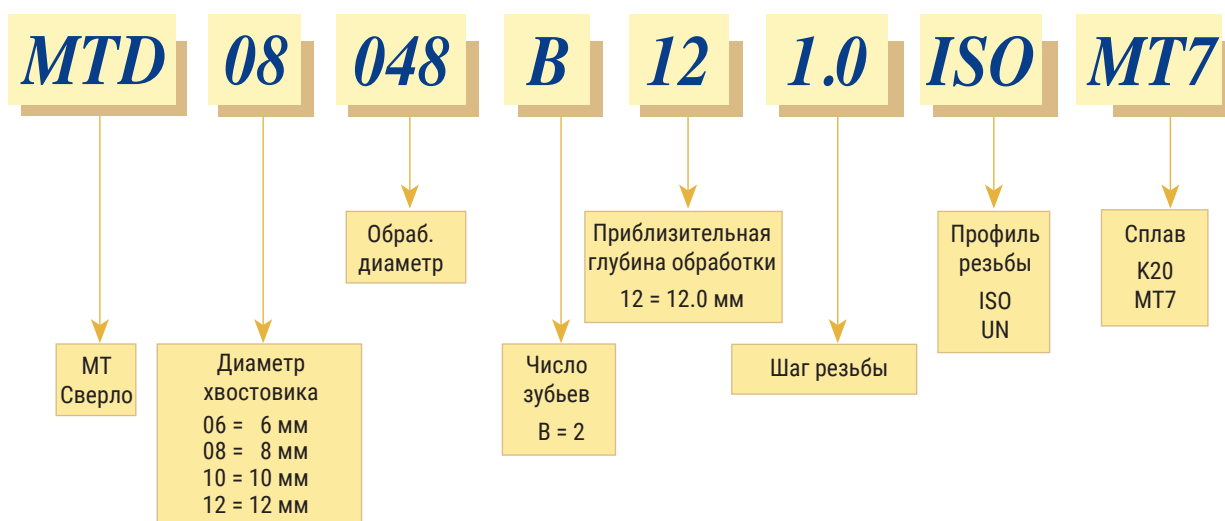 MTD 08 048 B 12 1.0 ISO MT7
Обраб.
диаметр
Приблизительная
глубина обработки
12 = 12.0 мм
Профиль
резьбы
ISO
UN
Сплав
K20
MT7
МТ
Сверло
Диаметр
хвостовика
06 = 6 мм
08 = 8 мм
10 = 10 мм
12 = 12 мм
Число
зубьев
B = 2
Шаг резьбы